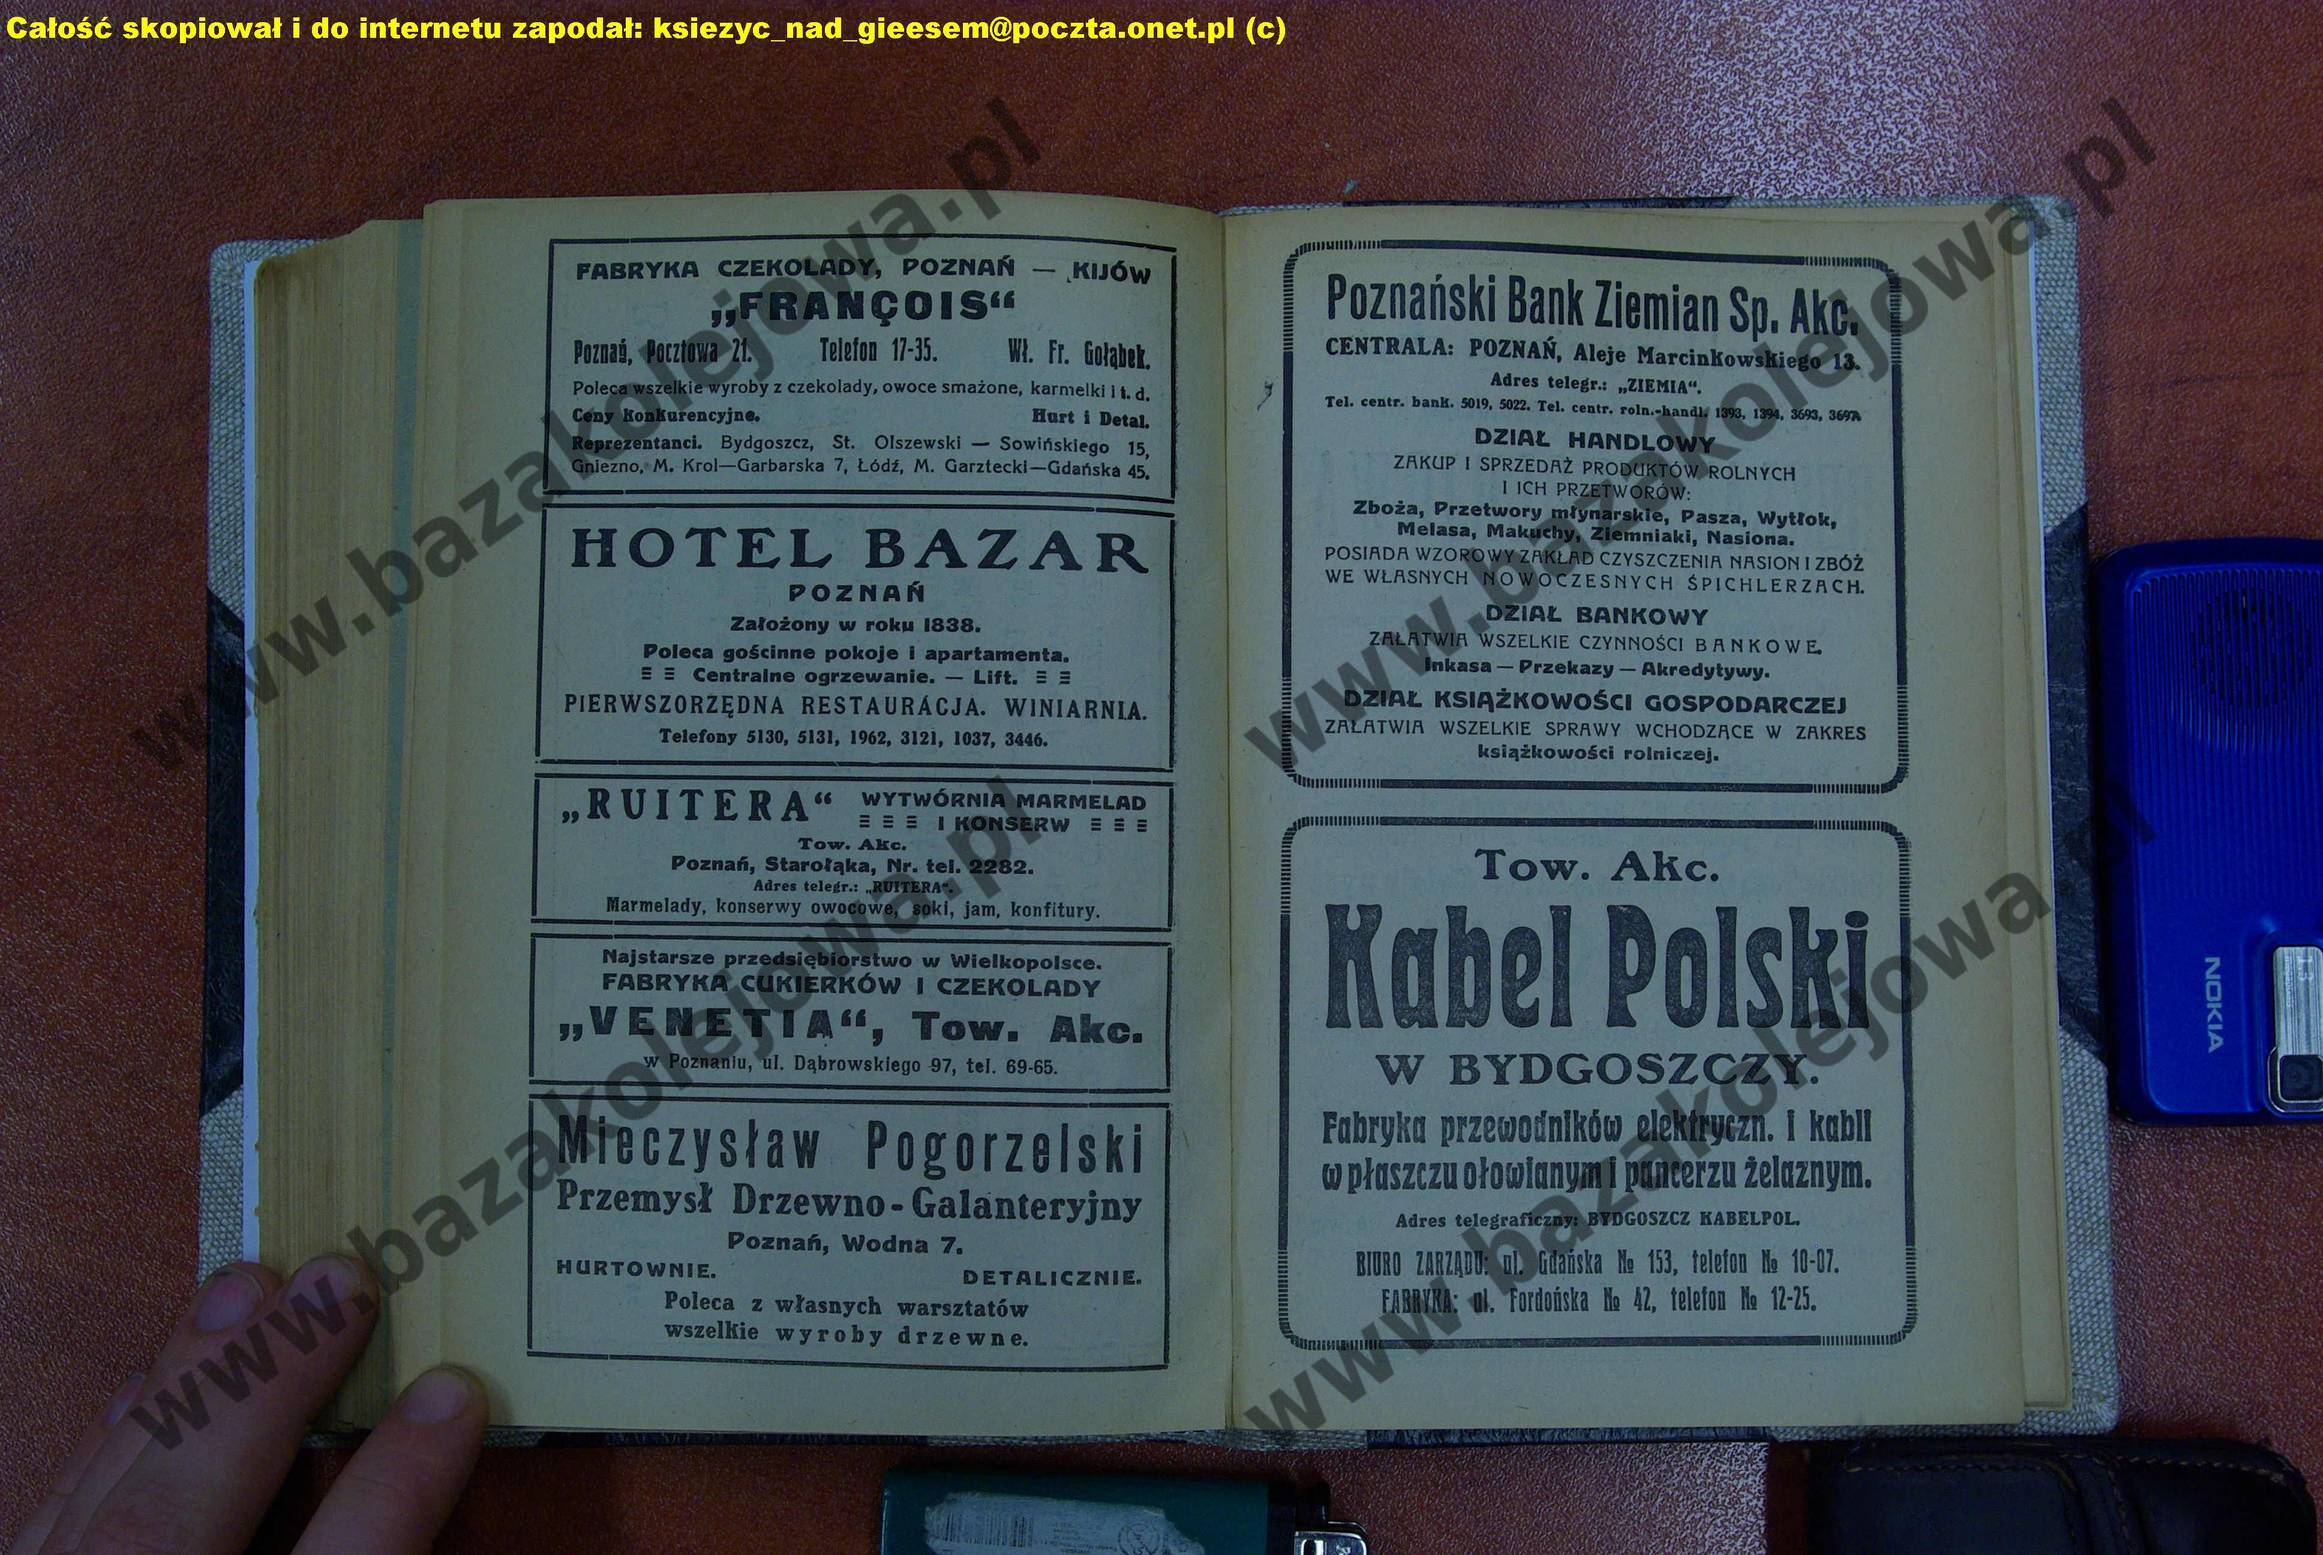 Całość skopiował i do internetu zapodał: ksiezyc_nad_gieesem@poczta.onet.pl (c)
FABRYKA CZEKOLADY, POZNAŃ — KIJÓW
„FRANÇOIS“
Poznań, Pocztowa 21. Telefon 17-35. Wł. Fr. Gołąbek.
Poleca wszelkie wyroby z czekolady, owoce smażone, karmelki i t. d.
Ceny konkurencyjne. Hurt i Detal.
Reprezentanci. Bydgoszcz, St. Olszewski — Sowińskiego 15,
Gniezno, M. Krol—Garbarska 7, Łódź, M. Garztecki—Gdańska 45.
HOTEL BAZAR
POZNAŃ
Założony w roku 1838.
Poleca gościnne pokoje i apartamenta.
Centralne ogrzewanie. — Lift.
PIERWSZORZĘDNA RESTAURACJA. WINIARNIA.
Telefony 5130, 5131, 1962, 3121, 1037, 3446.
„RUITERA“ WYTWÓRNIA MARMELAD
I KONSERW
Tow. Akc.
Poznań, Starołąka, Nr. tel. 2282.
Adres telegr.: „RUITERA“.
Marmelady, konserwy owocowe, soki, jam, konfitury.
Najstarsze przedsiębiorstwo w Wielkopolsce.
FABRYKA CUKIERKÓW I CZEKOLADY
„VENETIA“, Tow. Akc.
w Poznaniu, ul. Dąbrowskiego 97, tel. 69-65.
Mieczysław Pogorzelski
Przemysł Drzewno-Galanteryjny
Poznań, Wodna 7.
HURTOWNIE. DETALICZNIE.
Poleca z własnych warsztatów
wszelkie wyroby drzewne.
Poznański Bank Ziemian Sp. Akc.
CENTRALA: POZNAŃ, Aleje Marcinkowskiego 13.
Adres telegr.: „ZIEMIA“.
Tel. centr. bank. 5019, 5022. Tel. centr. roln.-handl. 1393, 1394, 3693, 3697
DZIAŁ HANDLOWY
ZAKUP I SPRZEDAŻ PRODUKTÓW ROLNYCH
I ICH PRZETWORÓW:
Zboża, Przetwory młynarskie, Pasza, Wytłok,
Melasa, Makuchy, Ziemniaki, Nasiona.
POSIADA WZOROWY ZAKŁAD CZYSZCZENIA NASION I ZBÓŻ
WE WŁASNYCH NOWOCZESNYCH ŚPICHLERZACH.
DZIAŁ BANKOWY
ZAŁATWIA WSZELKIE CZYNNOŚCI BANKOWE.
Inkasa — Przekazy — Akredytywy.
DZIAŁ KSIĄŻKOWOŚCI GOSPODARCZEJ
ZAŁATWIA WSZELKIE SPRAWY WCHODZĄCE W ZAKRES
książkowości rolniczej.
Tow. Akc.
Kabel Polski
W BYDGOSZCZY.
Fabryka przewodników elektryczn. i kabli
w płaszczu ołowianym i pancerzu żelaznym.
Adres telegraficzny: BYDGOSZCZ KABELPOL.
BIURO ZARZĄDU: ul. Gdańska № 153, telefon № 10-07.
FABRYKA: ul. Fordońska № 42, telefon № 12-25.
NOKIA
www.bazakolejowa.pl
www.bazakolejowa.pl
www.bazakolejowa.pl
www.bazakolejowa.pl